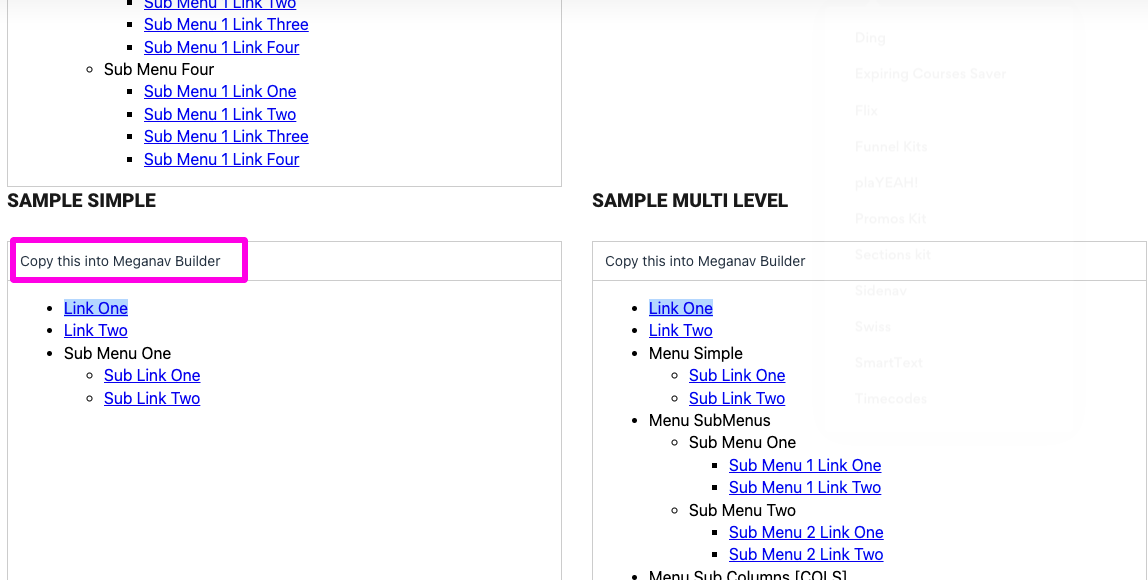 Sub Menu 1 Link Two
Sub Menu 1 Link Three
Sub Menu 1 Link Four
Sub Menu Four
Sub Menu 1 Link One
Sub Menu 1 Link Two
Sub Menu 1 Link Three
Sub Menu 1 Link Four
SAMPLE SIMPLE
Copy this into Meganav Builder
Link One
Link Two
Sub Menu One
Sub Link One
Sub Link Two
SAMPLE MULTI LEVEL
Copy this into Meganav Builder
Link One
Link Two
Menu Simple
Sub Link One
Sub Link Two
Menu SubMenus
Sub Menu One
Sub Menu 1 Link One
Sub Menu 1 Link Two
Sub Menu Two
Sub Menu 2 Link One
Sub Menu 2 Link Two
Menu Sub Columns [COLS]
Ding
Expiring Courses Saver
Flix
Funnel Kits
plaYEAH!
Promos Kit
Sections kit
Sidenav
Swiss
SmartText
Timecodes